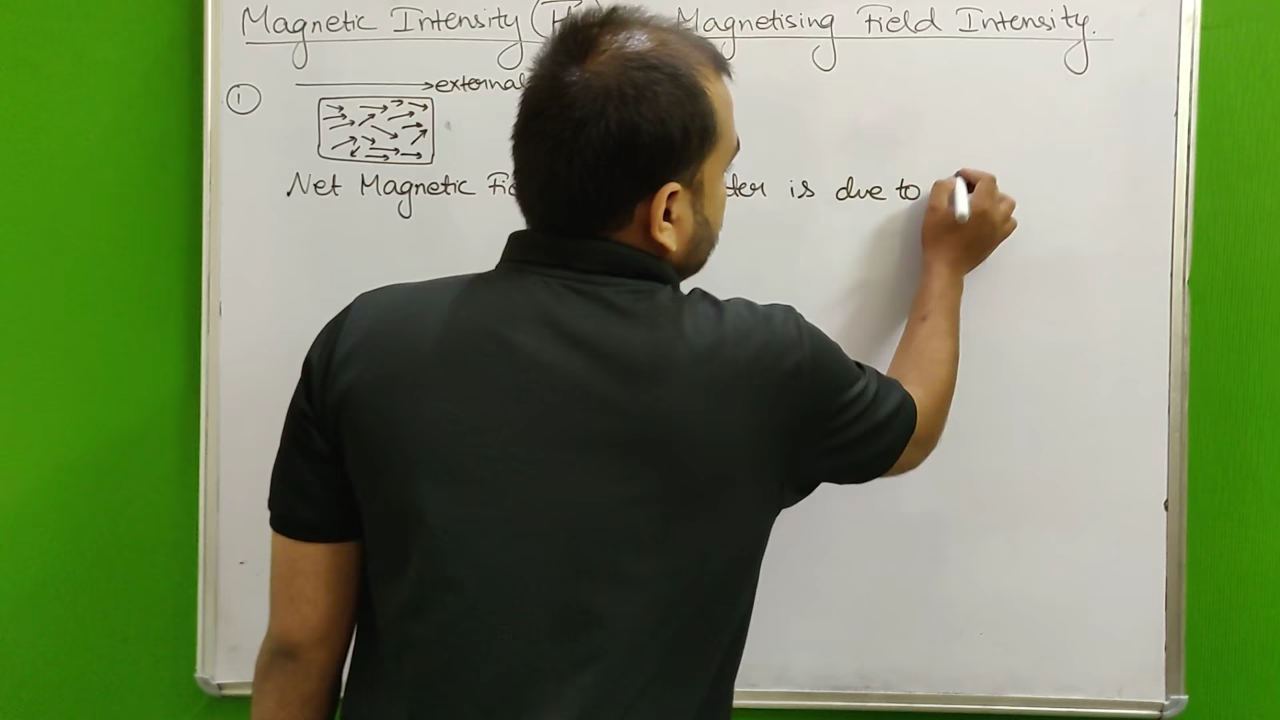 Magnetic Intensity (H Magnetising Field Intensity.
① external
Net Magnetic is due to